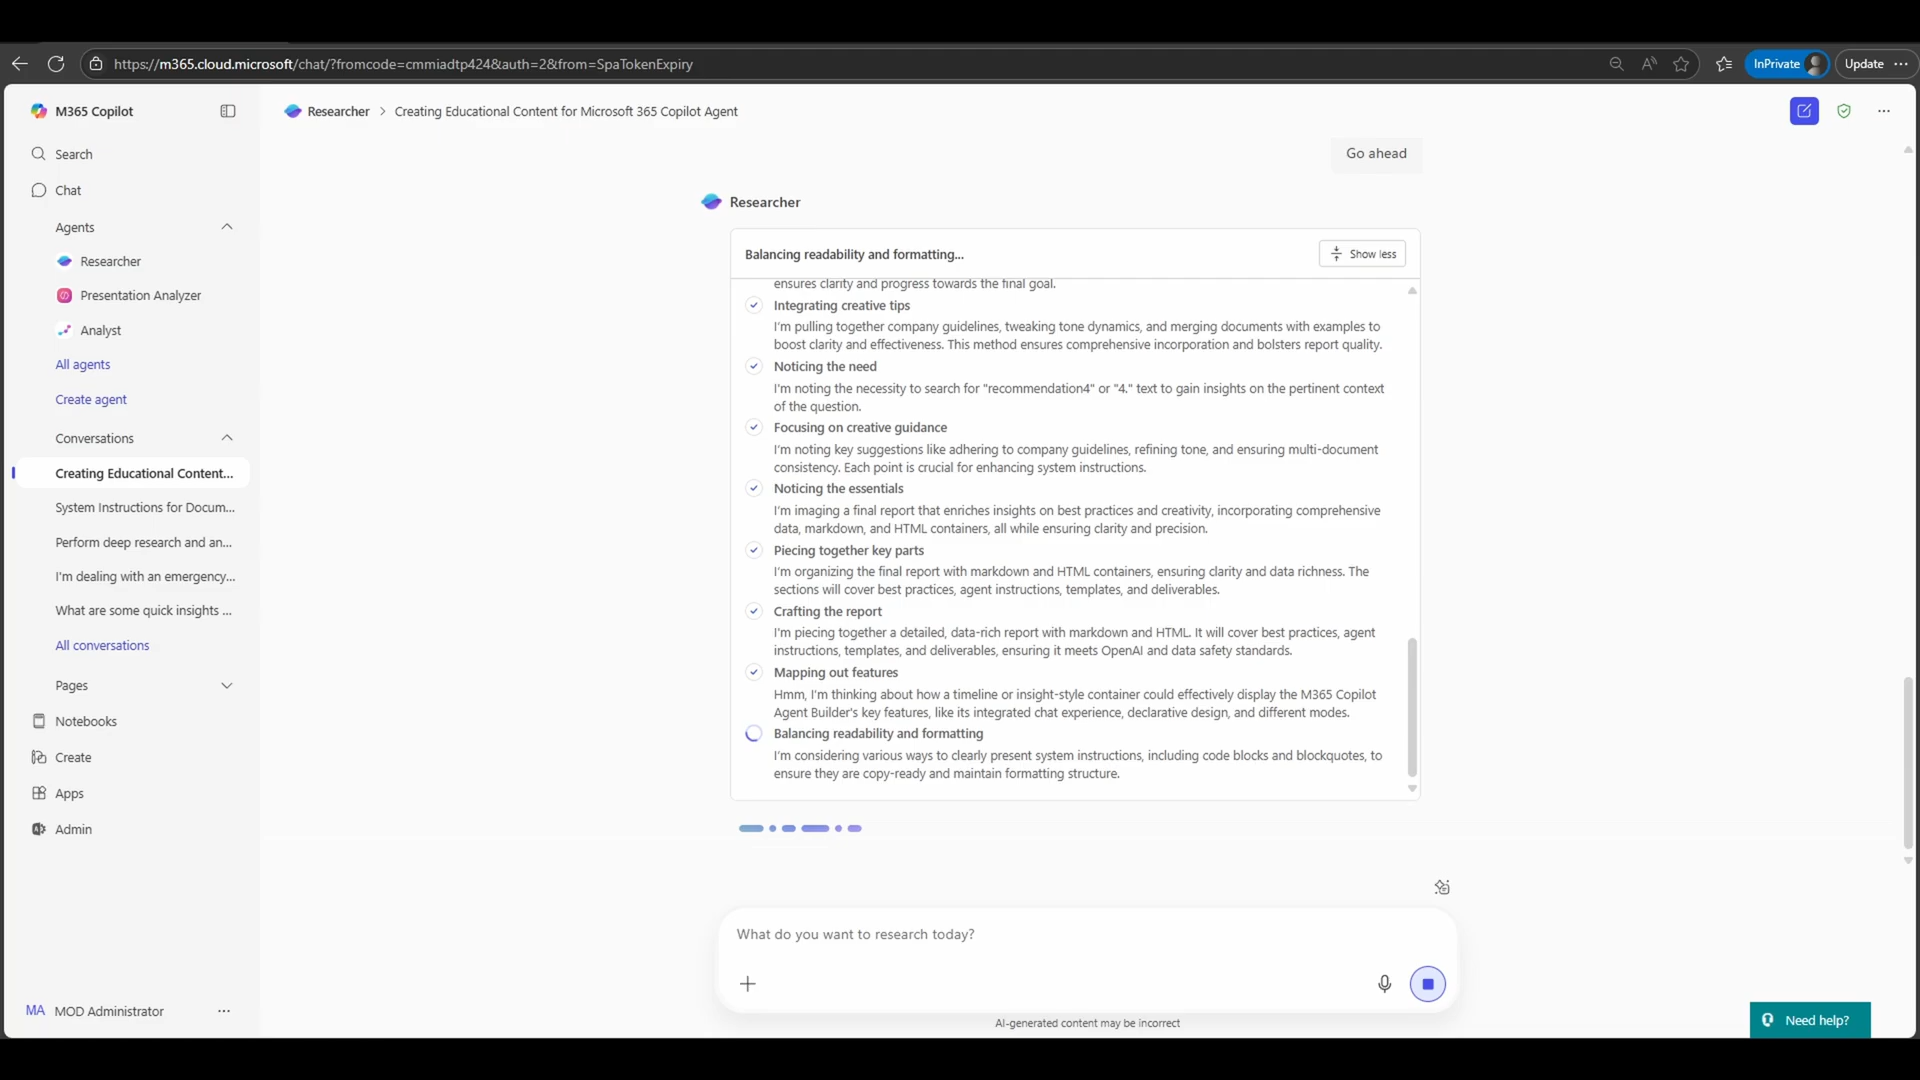 https://m365.cloud.microsoft/chat/?fromcode=cmmiadtp424&auth=2&from=SpaTokenExpiry
InPrivate
Update
M365 Copilot
Search
Chat
Agents
Researcher
Presentation Analyzer
Analyst
All agents
Create agent
Conversations
Creating Educational Content...
System Instructions for Docum...
Perform deep research and an...
I'm dealing with an emergency...
What are some quick insights ...
All conversations
Pages
Notebooks
Create
Apps
Admin
MA MOD Administrator
Researcher > Creating Educational Content for Microsoft 365 Copilot Agent
Go ahead
Researcher
Balancing readability and formatting...
Show less
ensures clarity and progress towards the final goal.
Integrating creative tips
I'm pulling together company guidelines, tweaking tone dynamics, and merging documents with examples to
boost clarity and effectiveness. This method ensures comprehensive incorporation and bolsters report quality.
Noticing the need
I'm noting the necessity to search for "recommendation4" or "4." text to gain insights on the pertinent context
of the question.
Focusing on creative guidance
I'm noting key suggestions like adhering to company guidelines, refining tone, and ensuring multi-document
consistency. Each point is crucial for enhancing system instructions.
Noticing the essentials
I'm imaging a final report that enriches insights on best practices and creativity, incorporating comprehensive
data, markdown, and HTML containers, all while ensuring clarity and precision.
Piecing together key parts
I'm organizing the final report with markdown and HTML containers, ensuring clarity and data richness. The
sections will cover best practices, agent instructions, templates, and deliverables.
Crafting the report
I'm piecing together a detailed, data-rich report with markdown and HTML. It will cover best practices, agent
instructions, templates, and deliverables, ensuring it meets OpenAI and data safety standards.
Mapping out features
Hmm, I'm thinking about how a timeline or insight-style container could effectively display the M365 Copilot
Agent Builder's key features, like its integrated chat experience, declarative design, and different modes.
Balancing readability and formatting
I'm considering various ways to clearly present system instructions, including code blocks and blockquotes, to
ensure they are copy-ready and maintain formatting structure.
What do you want to research today?
AI-generated content may be incorrect
Need help?